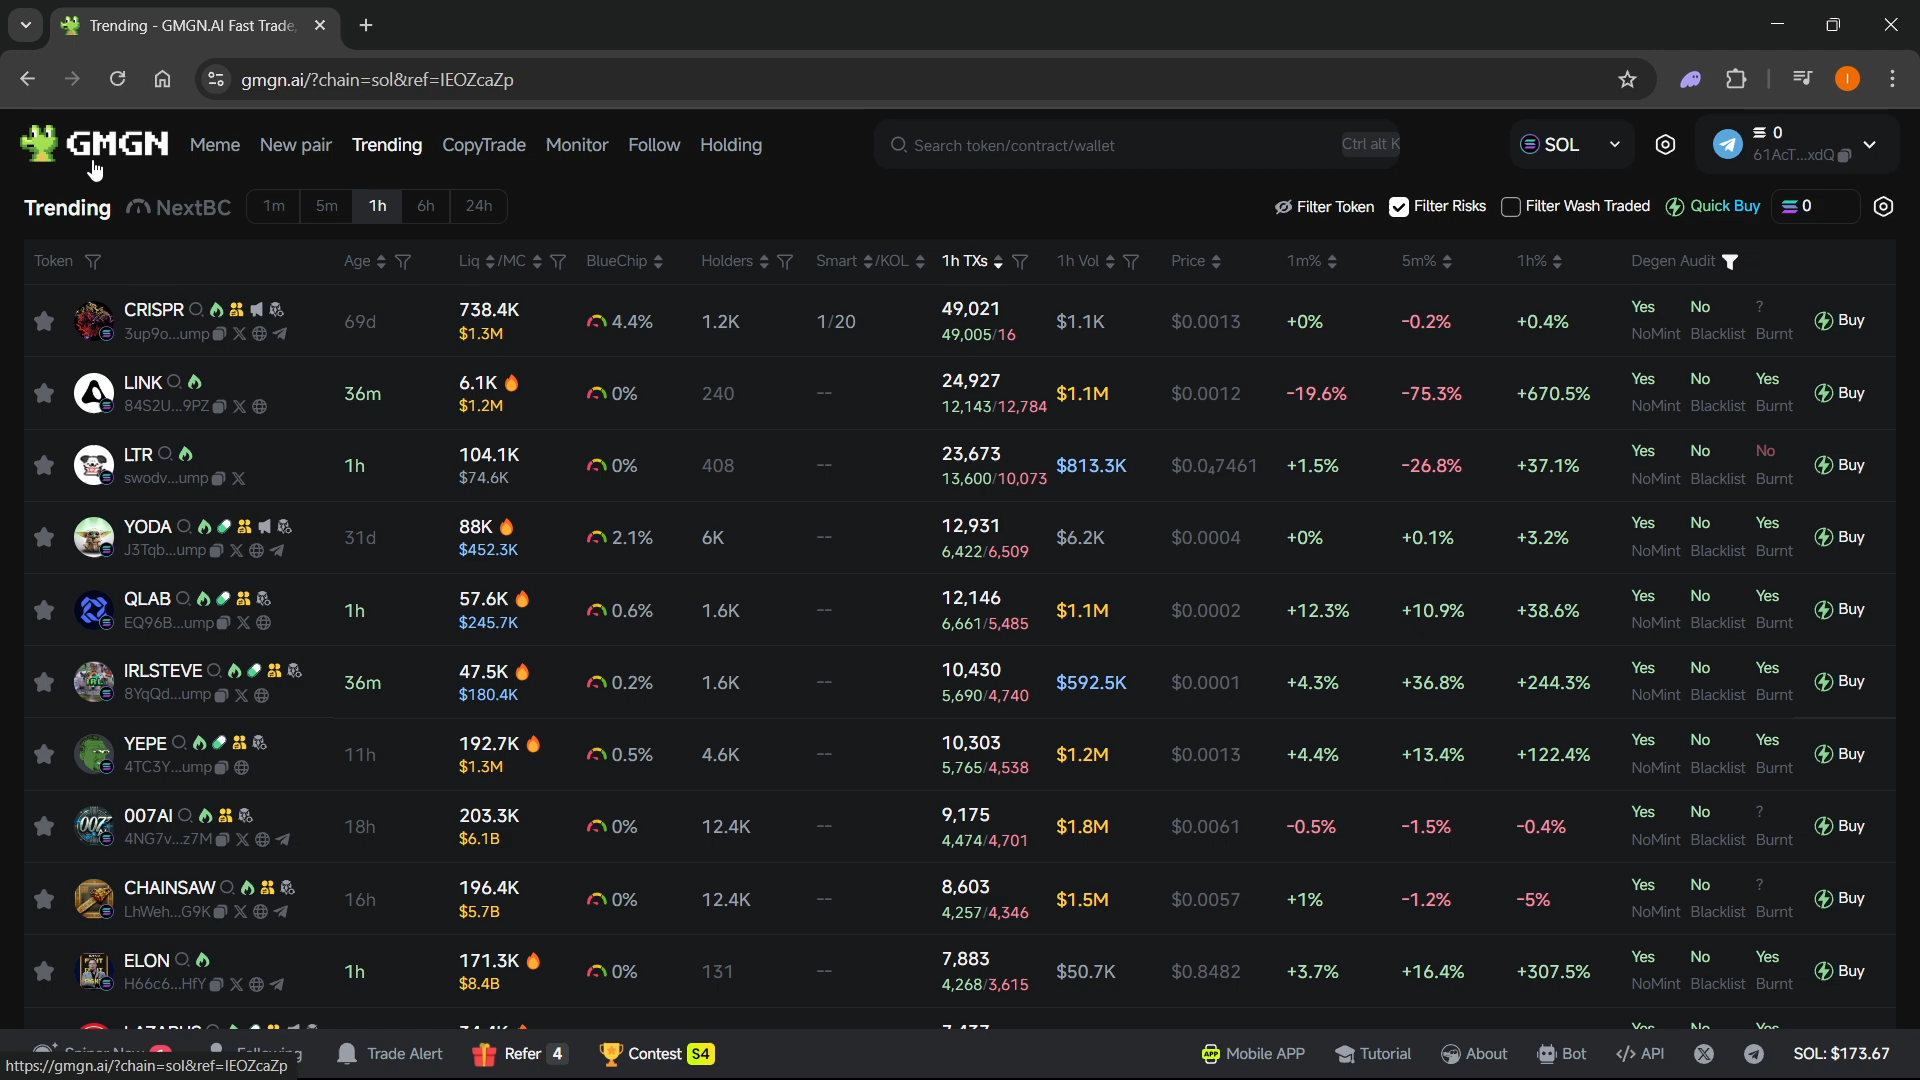 Trending - GMGN.AI Fast Trade,
gmgn.ai/?chain=sol&ref=IEOZcaZp
I
GMGN Meme New pair Trending CopyTrade Monitor Follow Holding Search token/contract/wallet Ctrl alt K SOL 0
61AcT...xdQ
Trending NextBC 1m 5m 1h 6h 24h Filter Token Filter Risks Filter Wash Traded Quick Buy 0
Token Age Liq /MC BlueChip Holders Smart /KOL 1h TXs 1h Vol Price 1m% 5m% 1h% Degen Audit
CRISPR 738.4K 49,021 Yes No ?
69d 4.4% 1.2K 1/20 $1.1K $0.0013 +0% -0.2% +0.4% Buy
3up9o...ump $1.3M 49,005/16 NoMint Blacklist Burnt
LINK 6.1K 24,927 Yes No Yes
36m 0% 240 -- $1.1M $0.0012 -19.6% -75.3% +670.5% Buy
84S2U...9PZ $1.2M 12,143/12,784 NoMint Blacklist Burnt
LTR 104.1K 23,673 Yes No No
1h 0% 408 -- $813.3K $0.0₄7461 +1.5% -26.8% +37.1% Buy
swodv...ump $74.6K 13,600/10,073 NoMint Blacklist Burnt
YODA 88K 12,931 Yes No Yes
31d 2.1% 6K -- $6.2K $0.0004 +0% +0.1% +3.2% Buy
J3Tqb...ump $452.3K 6,422/6,509 NoMint Blacklist Burnt
QLAB 57.6K 12,146 Yes No Yes
1h 0.6% 1.6K -- $1.1M $0.0002 +12.3% +10.9% +38.6% Buy
EQ96B...ump $245.7K 6,661/5,485 NoMint Blacklist Burnt
IRLSTEVE 47.5K 10,430 Yes No Yes
36m 0.2% 1.6K -- $592.5K $0.0001 +4.3% +36.8% +244.3% Buy
8YqQd...ump $180.4K 5,690/4,740 NoMint Blacklist Burnt
YEPE 192.7K 10,303 Yes No Yes
11h 0.5% 4.6K -- $1.2M $0.0013 +4.4% +13.4% +122.4% Buy
4TC3Y...ump $1.3M 5,765/4,538 NoMint Blacklist Burnt
007AI 203.3K 9,175 Yes No ?
18h 0% 12.4K -- $1.8M $0.0061 -0.5% -1.5% -0.4% Buy
4NG7v...z7M $6.1B 4,474/4,701 NoMint Blacklist Burnt
CHAINSAW 196.4K 8,603 Yes No ?
16h 0% 12.4K -- $1.5M $0.0057 +1% -1.2% -5% Buy
LhWeh...G9K $5.7B 4,257/4,346 NoMint Blacklist Burnt
ELON 171.3K 7,883 Yes No Yes
1h 0% 131 -- $50.7K $0.8482 +3.7% +16.4% +307.5% Buy
H66c6...HfY $8.4B 4,268/3,615 NoMint Blacklist Burnt
Yes No Yes
Trade Alert Refer 4 Contest S4 Mobile APP Tutorial About Bot API SOL: $173.67
https://gmgn.ai/?chain=sol&ref=IEOZcaZp